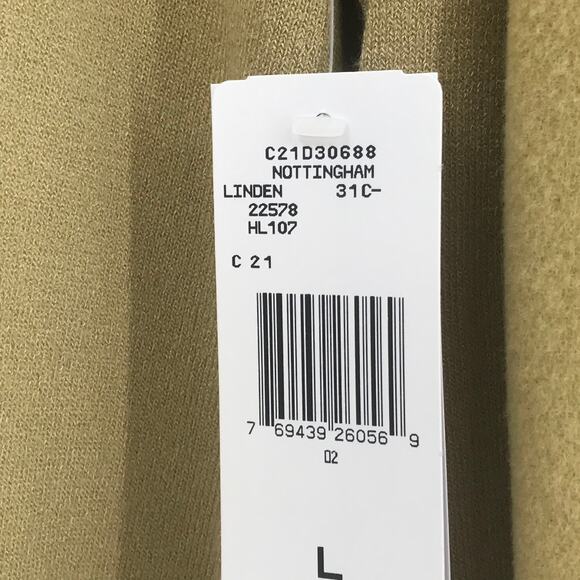 C21D30688
NOTTINGHAM
LINDEN 31C-
22578
HL107
C 21
7 69439 26056 9
02
L